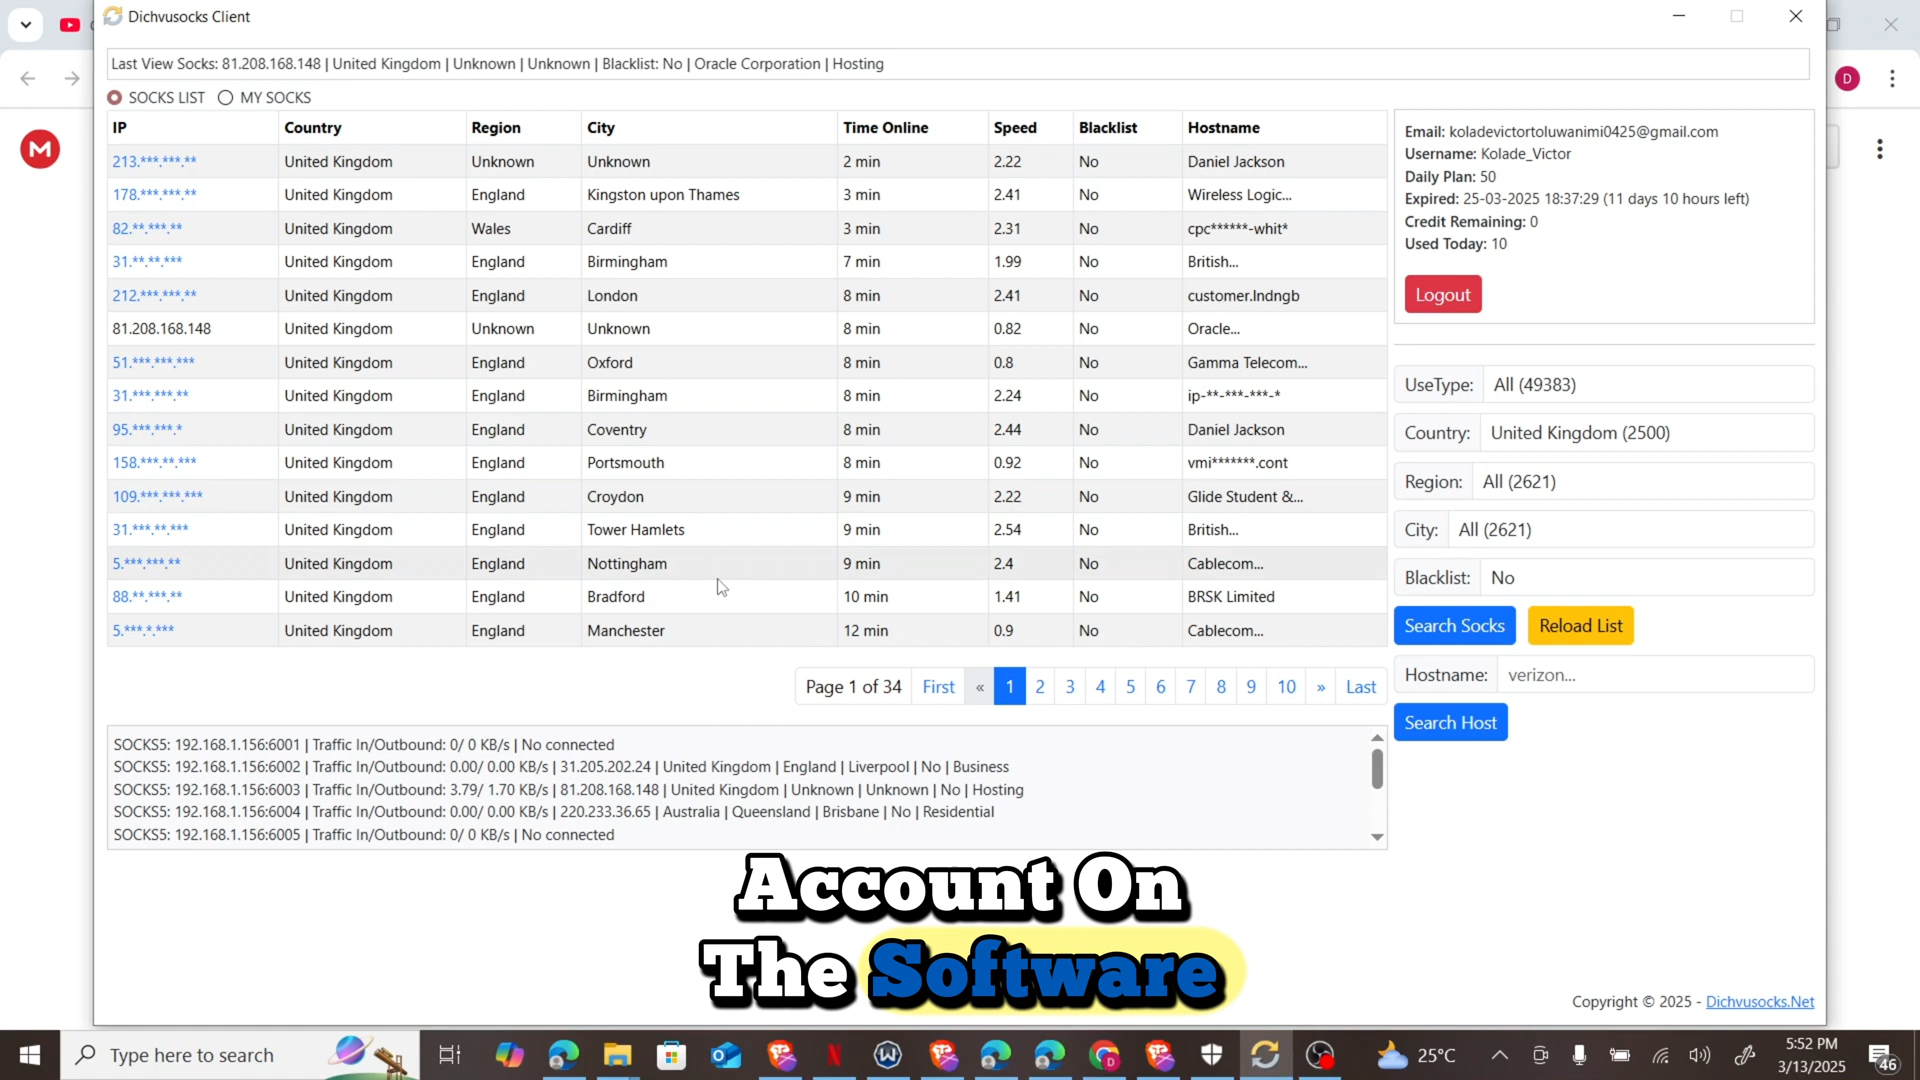 Dichvusocks Client
Last View Socks: 81.208.168.148 | United Kingdom | Unknown | Unknown | Blacklist: No | Oracle Corporation | Hosting
SOCKS LIST MY SOCKS
IP Country Region City Time Online Speed Blacklist Hostname
213.***.***.** United Kingdom Unknown Unknown 2 min 2.22 No Daniel Jackson
178.***.***.** United Kingdom England Kingston upon Thames 3 min 2.41 No Wireless Logic...
82.**.***.** United Kingdom Wales Cardiff 3 min 2.31 No cpc******-whit*
31.**.**.*** United Kingdom England Birmingham 7 min 1.99 No British...
212.***.***.** United Kingdom England London 8 min 2.41 No customer.lndngb
81.208.168.148 United Kingdom Unknown Unknown 8 min 0.82 No Oracle...
51.***.***.*** United Kingdom England Oxford 8 min 0.8 No Gamma Telecom...
31.***.***.** United Kingdom England Birmingham 8 min 2.24 No ip-**-***-***-*
95.***.***.* United Kingdom England Coventry 8 min 2.44 No Daniel Jackson
158.***.**.*** United Kingdom England Portsmouth 8 min 0.92 No vmi*******.cont
109.***.***.*** United Kingdom England Croydon 9 min 2.22 No Glide Student &...
31.***.**.*** United Kingdom England Tower Hamlets 9 min 2.54 No British...
5.***.***.** United Kingdom England Nottingham 9 min 2.4 No Cablecom...
88.**.***.** United Kingdom England Bradford 10 min 1.41 No BRSK Limited
5.***.*.*** United Kingdom England Manchester 12 min 0.9 No Cablecom...
Page 1 of 34 First « 1 2 3 4 5 6 7 8 9 10 » Last
SOCKS5: 192.168.1.156:6001 | Traffic In/Outbound: 0/ 0 KB/s | No connected
SOCKS5: 192.168.1.156:6002 | Traffic In/Outbound: 0.00/ 0.00 KB/s | 31.205.202.24 | United Kingdom | England | Liverpool | No | Business
SOCKS5: 192.168.1.156:6003 | Traffic In/Outbound: 3.79/ 1.70 KB/s | 81.208.168.148 | United Kingdom | Unknown | Unknown | No | Hosting
SOCKS5: 192.168.1.156:6004 | Traffic In/Outbound: 0.00/ 0.00 KB/s | 220.233.36.65 | Australia | Queensland | Brisbane | No | Residential
SOCKS5: 192.168.1.156:6005 | Traffic In/Outbound: 0/ 0 KB/s | No connected
Email: koladevictortoluwanimi0425@gmail.com
Username: Kolade_Victor
Daily Plan: 50
Expired: 25-03-2025 18:37:29 (11 days 10 hours left)
Credit Remaining: 0
Used Today: 10
Logout
UseType: All (49383)
Country: United Kingdom (2500)
Region: All (2621)
City: All (2621)
Blacklist: No
Search Socks Reload List
Hostname: verizon...
Search Host
D
M
Account On
The Software
Copyright © 2025 - Dichvusocks.Net
Type here to search
25°C
5:52 PM
3/13/2025
46